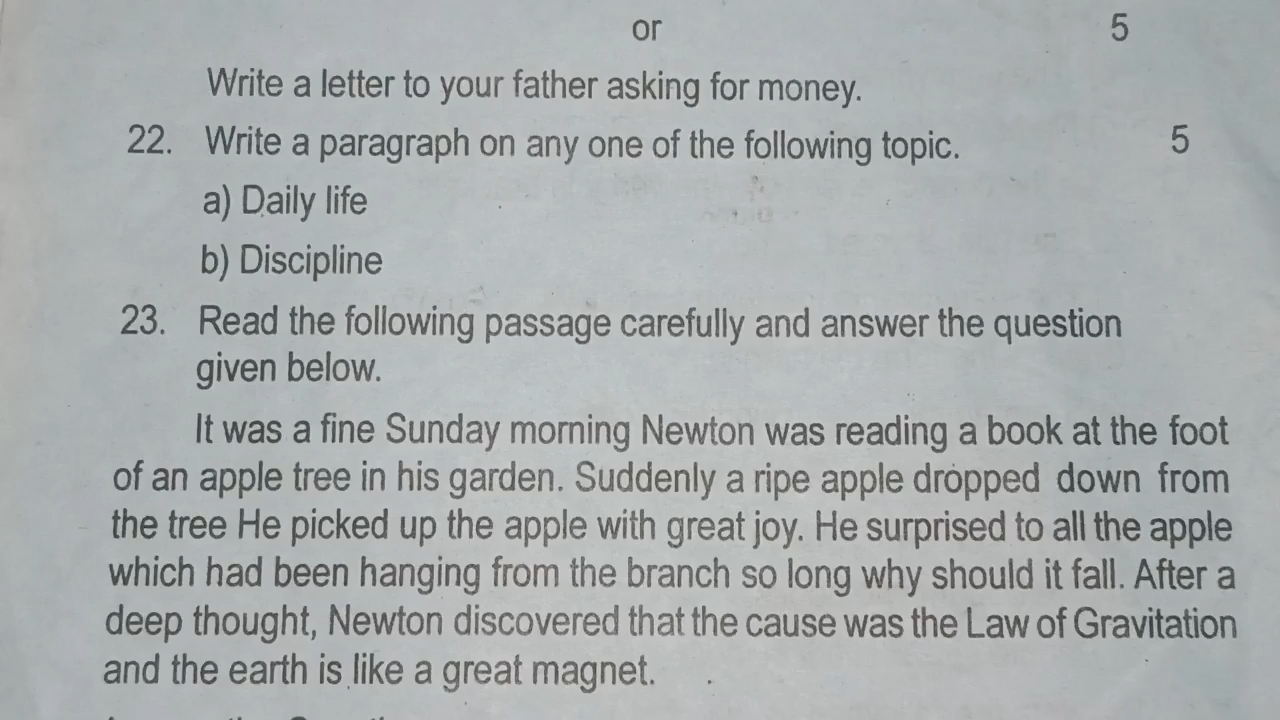 or 5
Write a letter to your father asking for money.
22. Write a paragraph on any one of the following topic. 5
a) Daily life
b) Discipline
23. Read the following passage carefully and answer the question
given below.
It was a fine Sunday morning Newton was reading a book at the foot
of an apple tree in his garden. Suddenly a ripe apple dropped down from
the tree He picked up the apple with great joy. He surprised to all the apple
which had been hanging from the branch so long why should it fall. After a
deep thought, Newton discovered that the cause was the Law of Gravitation
and the earth is like a great magnet.